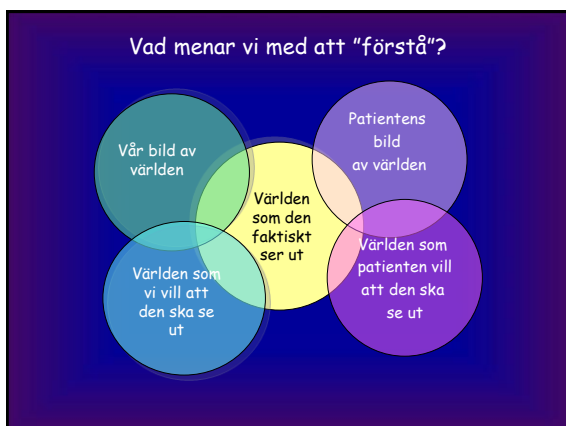 Vad menar vi med att ”förstå”?
Vår bild av
världen
Patientens
bild
av världen
Världen
som den
faktiskt
ser ut
Världen som
vi vill att
den ska se
ut
Världen som
patienten vill
att den ska
se ut